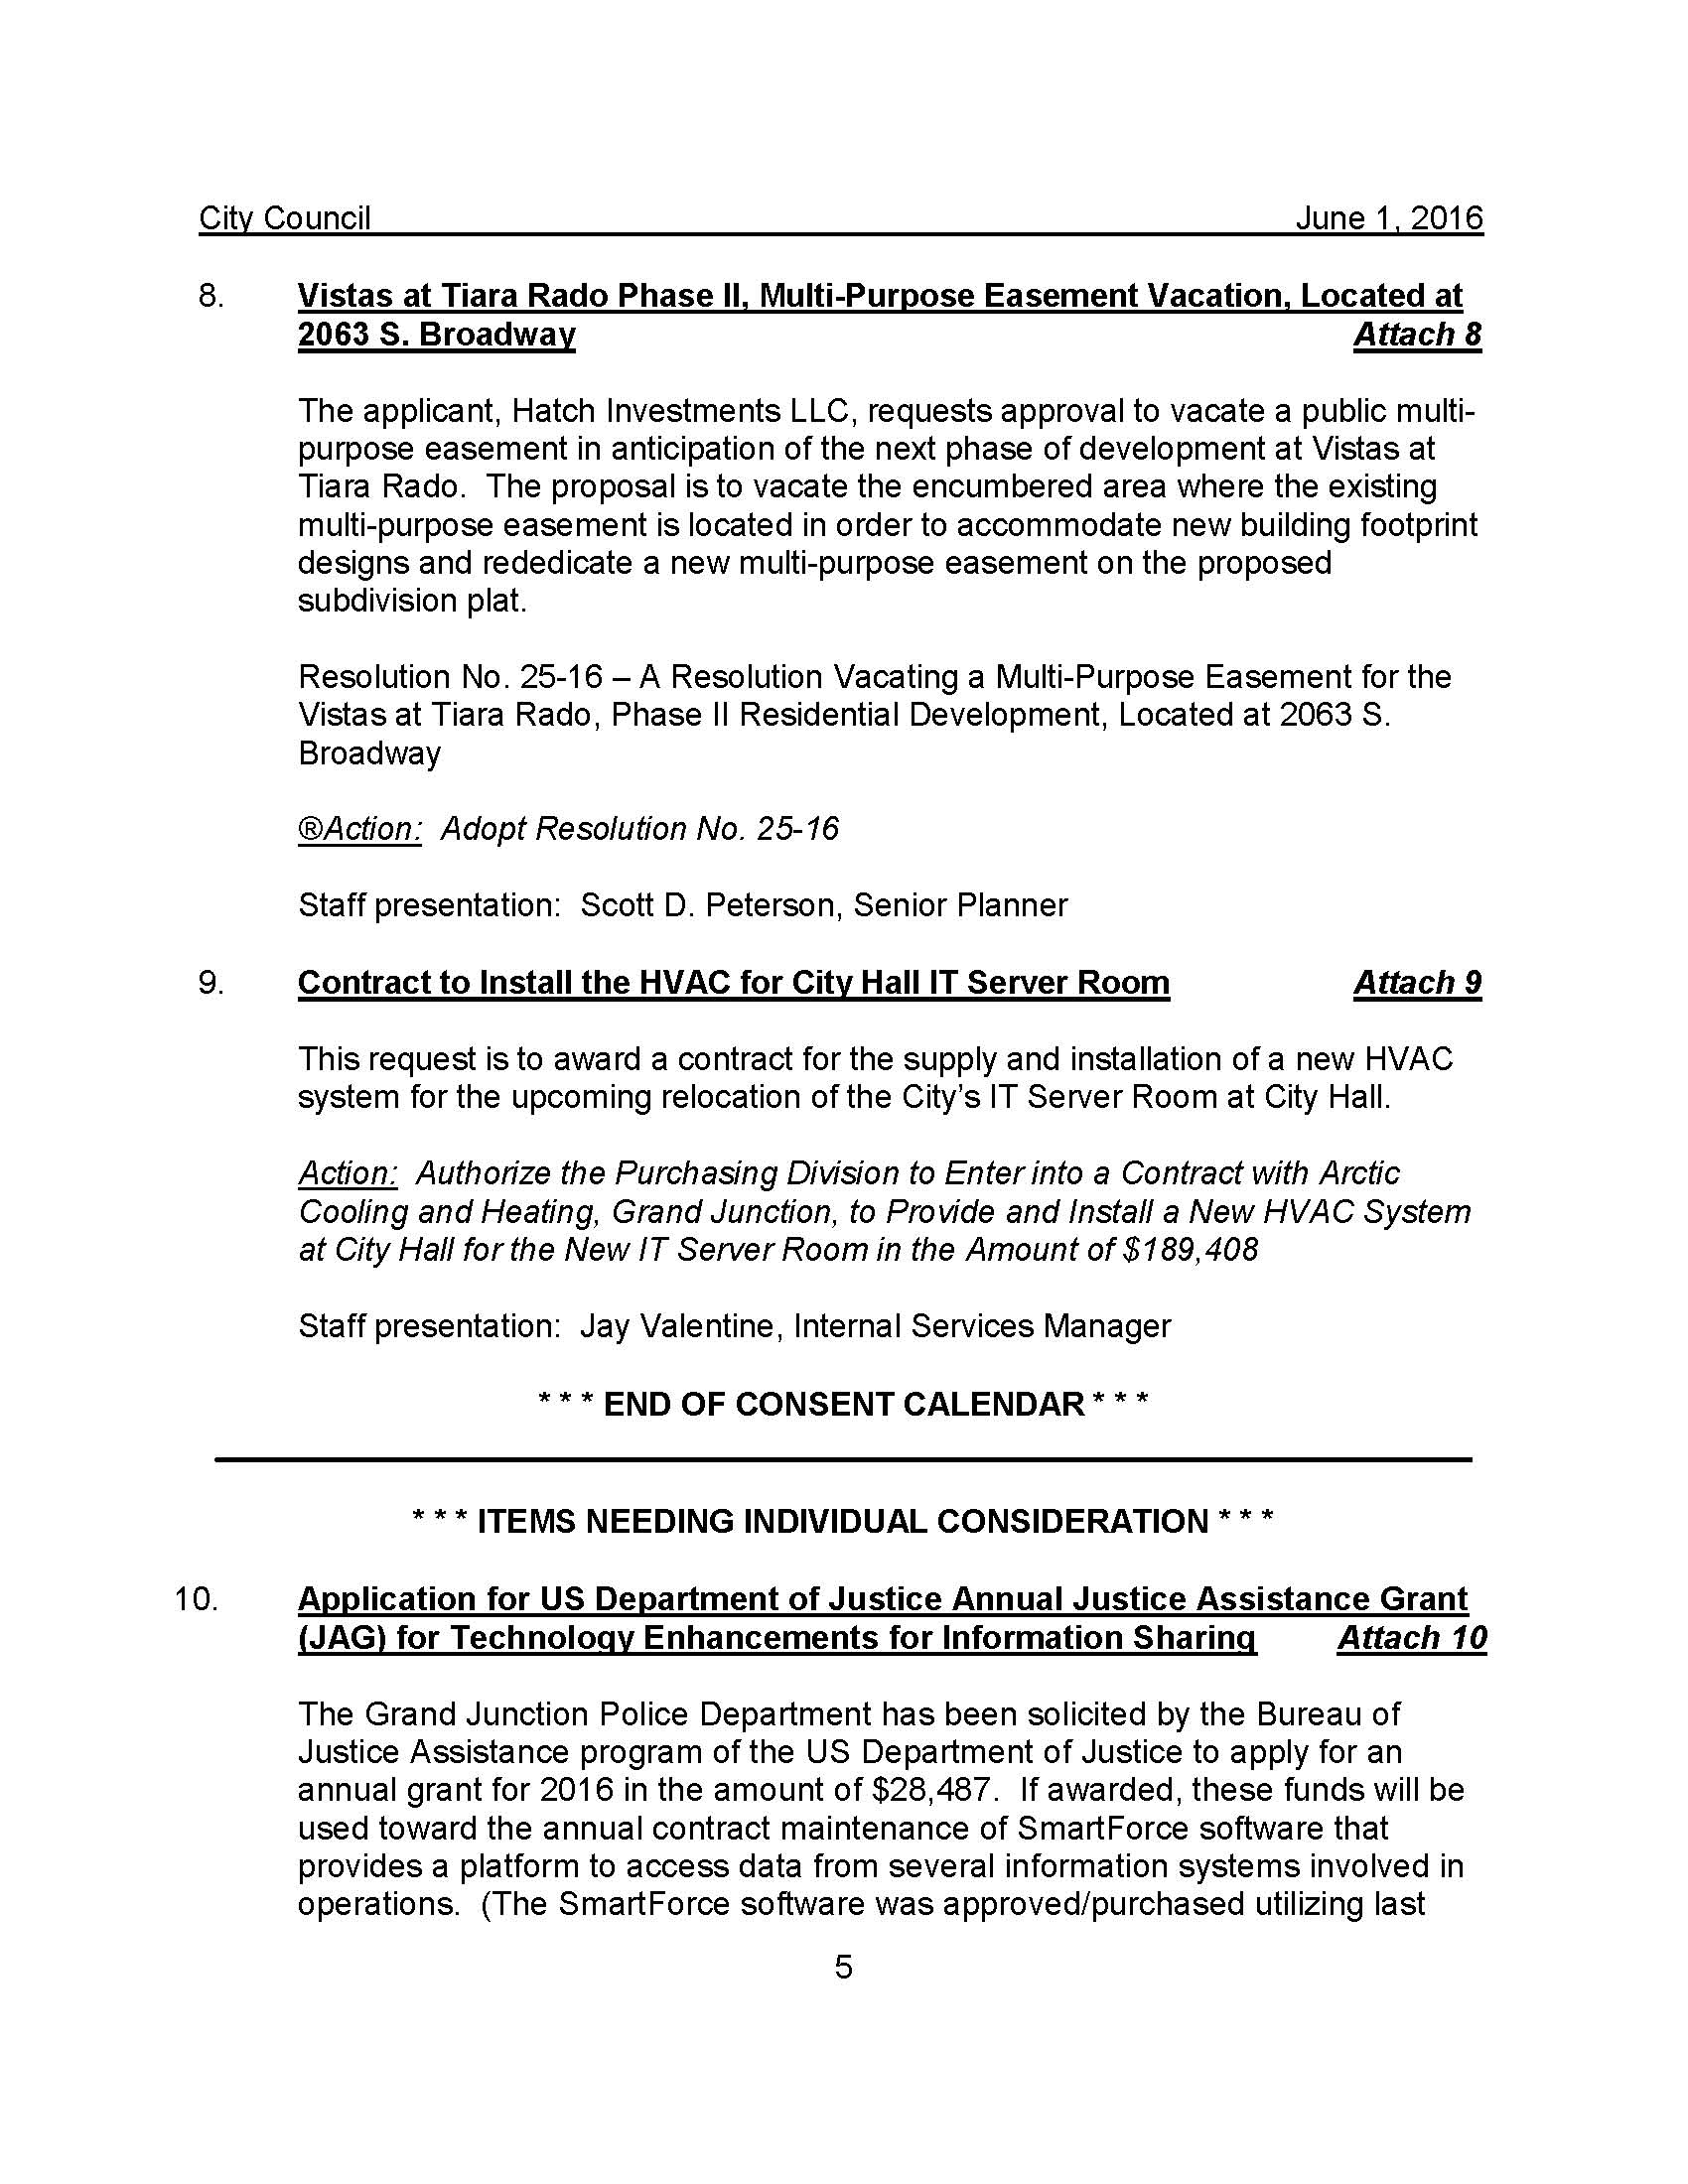 City Council June 1, 2016
8. Vistas at Tiara Rado Phase II, Multi-Purpose Easement Vacation, Located at
2063 S. Broadway Attach 8
The applicant, Hatch Investments LLC, requests approval to vacate a public multi-
purpose easement in anticipation of the next phase of development at Vistas at
Tiara Rado.  The proposal is to vacate the encumbered area where the existing
multi-purpose easement is located in order to accommodate new building footprint
designs and rededicate a new multi-purpose easement on the proposed
subdivision plat.
Resolution No. 25-16 – A Resolution Vacating a Multi-Purpose Easement for the
Vistas at Tiara Rado, Phase II Residential Development, Located at 2063 S.
Broadway
®Action:  Adopt Resolution No. 25-16
Staff presentation:  Scott D. Peterson, Senior Planner
9. Contract to Install the HVAC for City Hall IT Server Room Attach 9
This request is to award a contract for the supply and installation of a new HVAC
system for the upcoming relocation of the City’s IT Server Room at City Hall.
Action:  Authorize the Purchasing Division to Enter into a Contract with Arctic
Cooling and Heating, Grand Junction, to Provide and Install a New HVAC System
at City Hall for the New IT Server Room in the Amount of $189,408
Staff presentation:  Jay Valentine, Internal Services Manager
* * * END OF CONSENT CALENDAR * * *
* * * ITEMS NEEDING INDIVIDUAL CONSIDERATION * * *
10. Application for US Department of Justice Annual Justice Assistance Grant
(JAG) for Technology Enhancements for Information Sharing Attach 10
The Grand Junction Police Department has been solicited by the Bureau of
Justice Assistance program of the US Department of Justice to apply for an
annual grant for 2016 in the amount of $28,487.  If awarded, these funds will be
used toward the annual contract maintenance of SmartForce software that
provides a platform to access data from several information systems involved in
operations.  (The SmartForce software was approved/purchased utilizing last
5